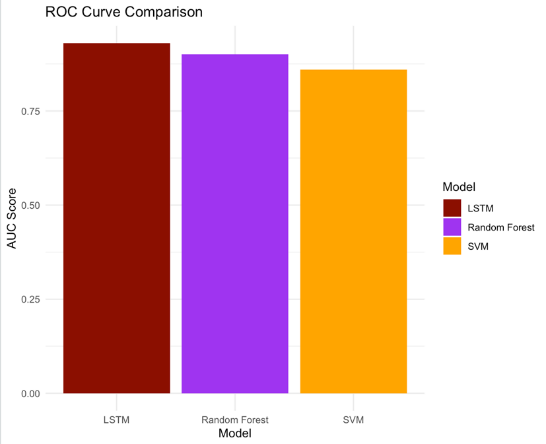 ROC Curve Comparison
AUC Score
0.75
0.50
0.25
0.00
LSTM Random Forest SVM
Model
Model
LSTM
Random Forest
SVM